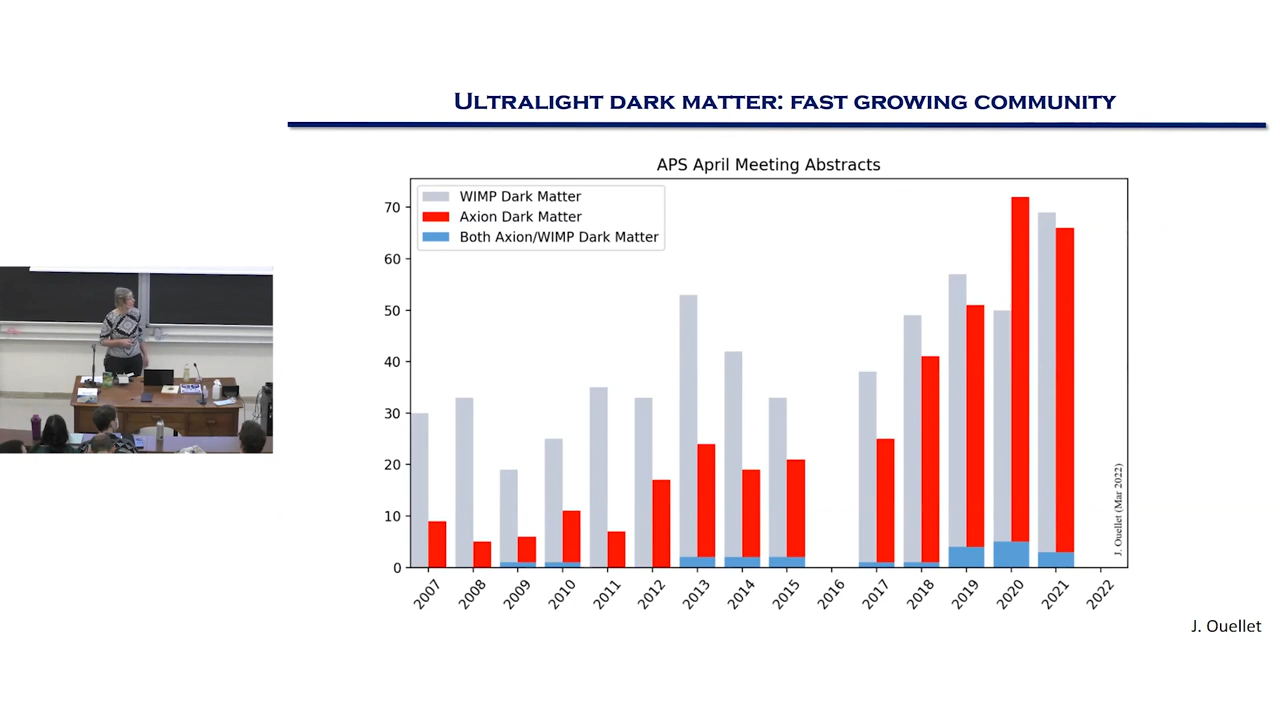 ULTRALIGHT DARK MATTER: FAST GROWING COMMUNITY
APS April Meeting Abstracts
WIMP Dark Matter
Axion Dark Matter
Both Axion/WIMP Dark Matter
70
60
50
40
30
20
10
0
2007 2008 2009 2010 2011 2012 2013 2014 2015 2016 2017 2018 2019 2020 2021 2022
J. Ouellet (Mar 2022)
J. Ouellet